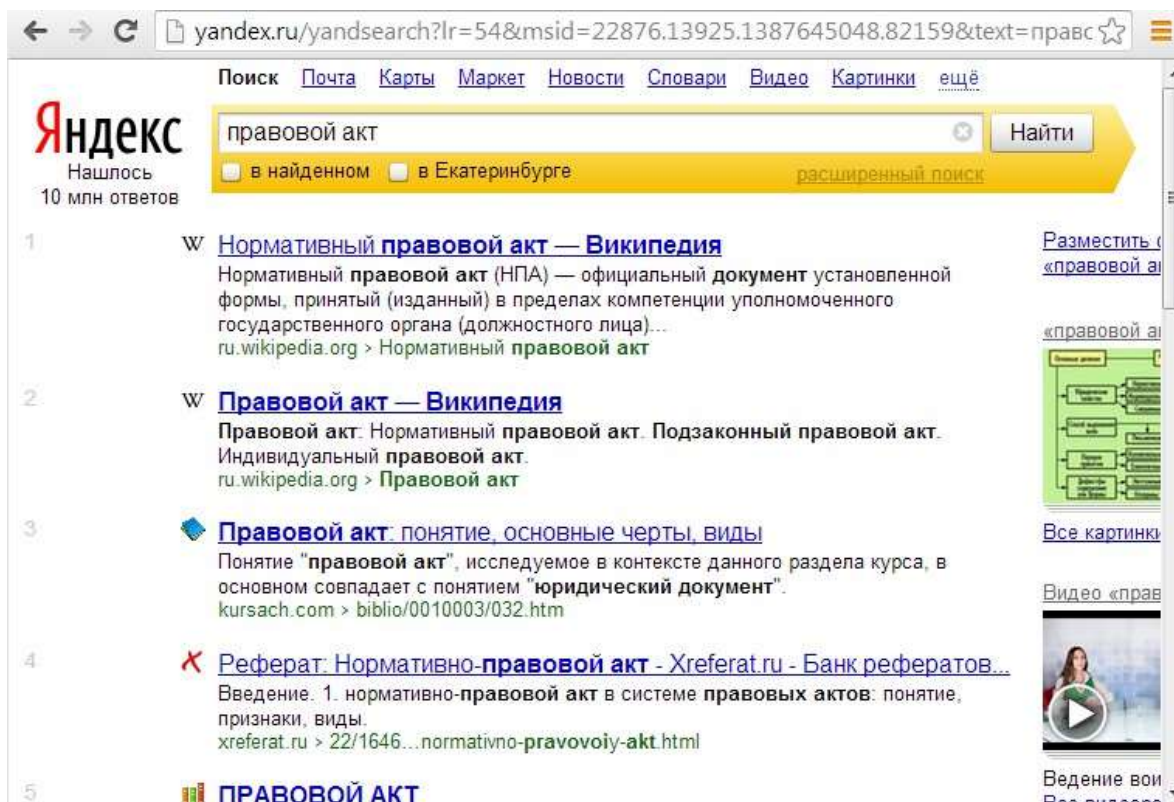 yandex.ru/yandsearch?lr=54&msid=22876.13925.1387645048.82159&text=правс
Поиск Почта Карты Маркет Новости Словари Видео Картинки ещё
Яндекс
правовой акт
Найти
Нашлось
10 млн ответов
в найденном в Екатеринбурге расширенный поиск
1
W Нормативный правовой акт — Википедия
Нормативный правовой акт (НПА) — официальный документ установленной
формы, принятый (изданный) в пределах компетенции уполномоченного
государственного органа (должностного лица)...
ru.wikipedia.org > Нормативный правовой акт
2
W Правовой акт — Википедия
Правовой акт: Нормативный правовой акт. Подзаконный правовой акт.
Индивидуальный правовой акт.
ru.wikipedia.org > Правовой акт
3
Правовой акт: понятие, основные черты, виды
Понятие "правовой акт", исследуемое в контексте данного раздела курса, в
основном совпадает с понятием "юридический документ".
kursach.com > biblio/0010003/032.htm
4
Реферат: Нормативно-правовой акт - Xreferat.ru - Банк рефератов...
Введение. 1. нормативно-правовой акт в системе правовых актов: понятие,
признаки, виды.
xreferat.ru > 22/1646...normativno-pravovoiy-akt.html
5
ПРАВОВОЙ АКТ
Разместить
«правовой
«правовой
Все картинки
Видео «прав
Ведение вои